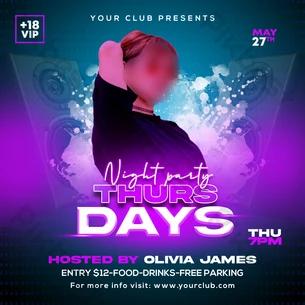 YOUR CLUB PRESENTS
+18
VIP
MAY
27TH
Night party
THURS
DAYS
THU
7PM
HOSTED BY OLIVIA JAMES
ENTRY $12-FOOD-DRINKS-FREE PARKING
For more info visit: www.yourclub.com